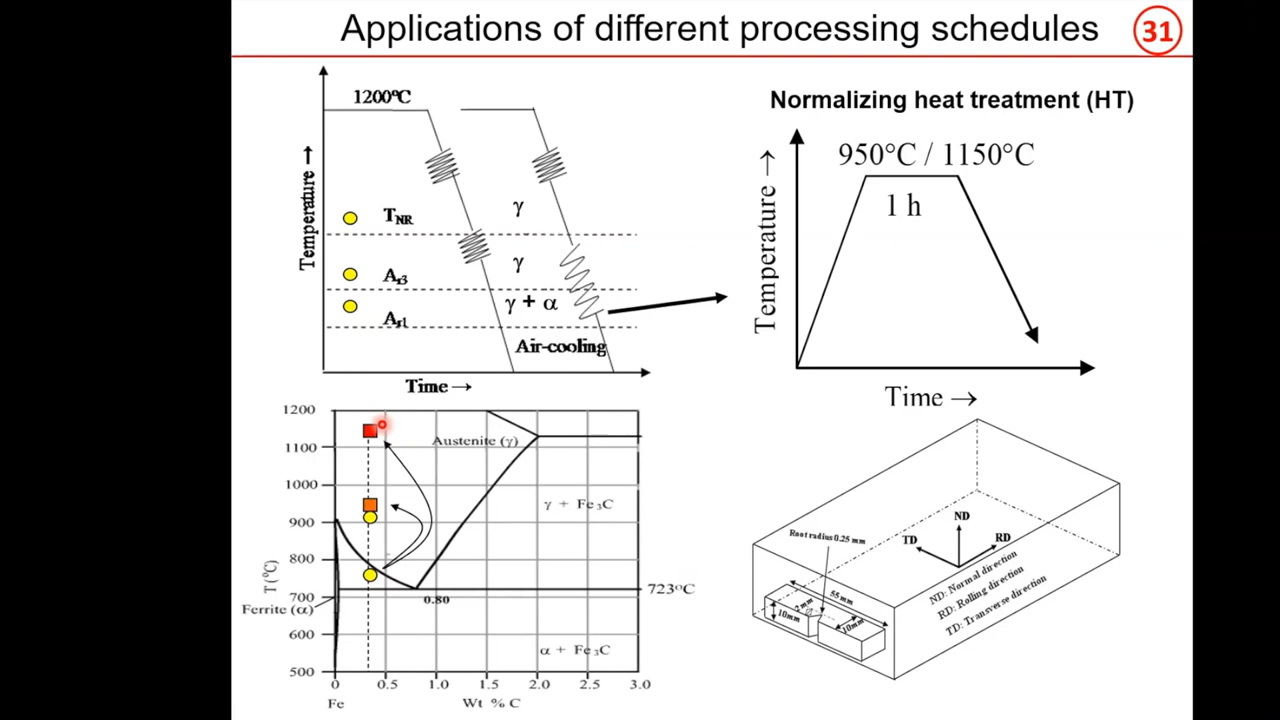 Applications of different processing schedules
31
1200°C
Temperature →
T_NR
A_r3
A_r1
γ
γ
γ + α
Air-cooling
Time →
Normalizing heat treatment (HT)
950°C / 1150°C
1 h
Temperature →
Time →
1200
1100
1000
900
800
700
600
500
T (°C)
Austenite (γ)
γ + Fe₃C
723°C
0.80
Ferrite (α)
α + Fe₃C
0
0.5
1.0
1.5
2.0
2.5
3.0
Fe
Wt % C
Root radius 0.25 mm
ND
TD
RD
55 mm
2 mm
10mm
10mm
ND: Normal direction
RD: Rolling direction
TD: Transverse direction